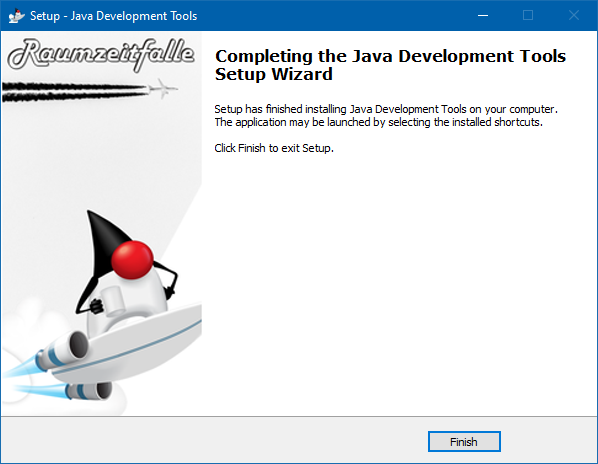 Setup - Java Development Tools
Raumzeitfalle
Completing the Java Development Tools
Setup Wizard
Setup has finished installing Java Development Tools on your computer.
The application may be launched by selecting the installed shortcuts.
Click Finish to exit Setup.
Finish